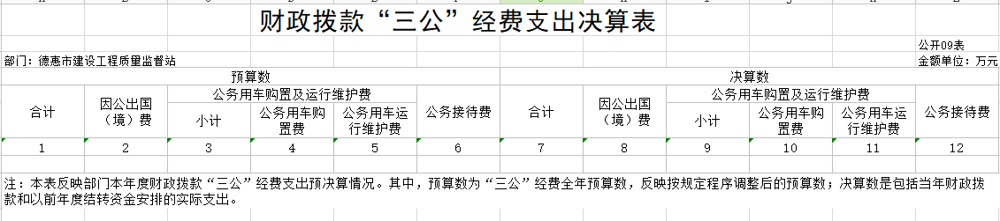 财政拨款“三公”经费支出决算表
公开09表
部门：德惠市建设工程质量监督站 金额单位：万元
预算数 决算数
合计 因公出国（境）费 公务用车购置及运行维护费 公务接待费 合计 因公出国（境）费 公务用车购置及运行维护费 公务接待费
小计 公务用车购置费 公务用车运行维护费 小计 公务用车购置费 公务用车运行维护费
1 2 3 4 5 6 7 8 9 10 11 12
注：本表反映部门本年度财政拨款“三公”经费支出预决算情况。其中，预算数为“三公”经费全年预算数，反映按规定程序调整后的预算数；决算数是包括当年财政拨
款和以前年度结转资金安排的实际支出。